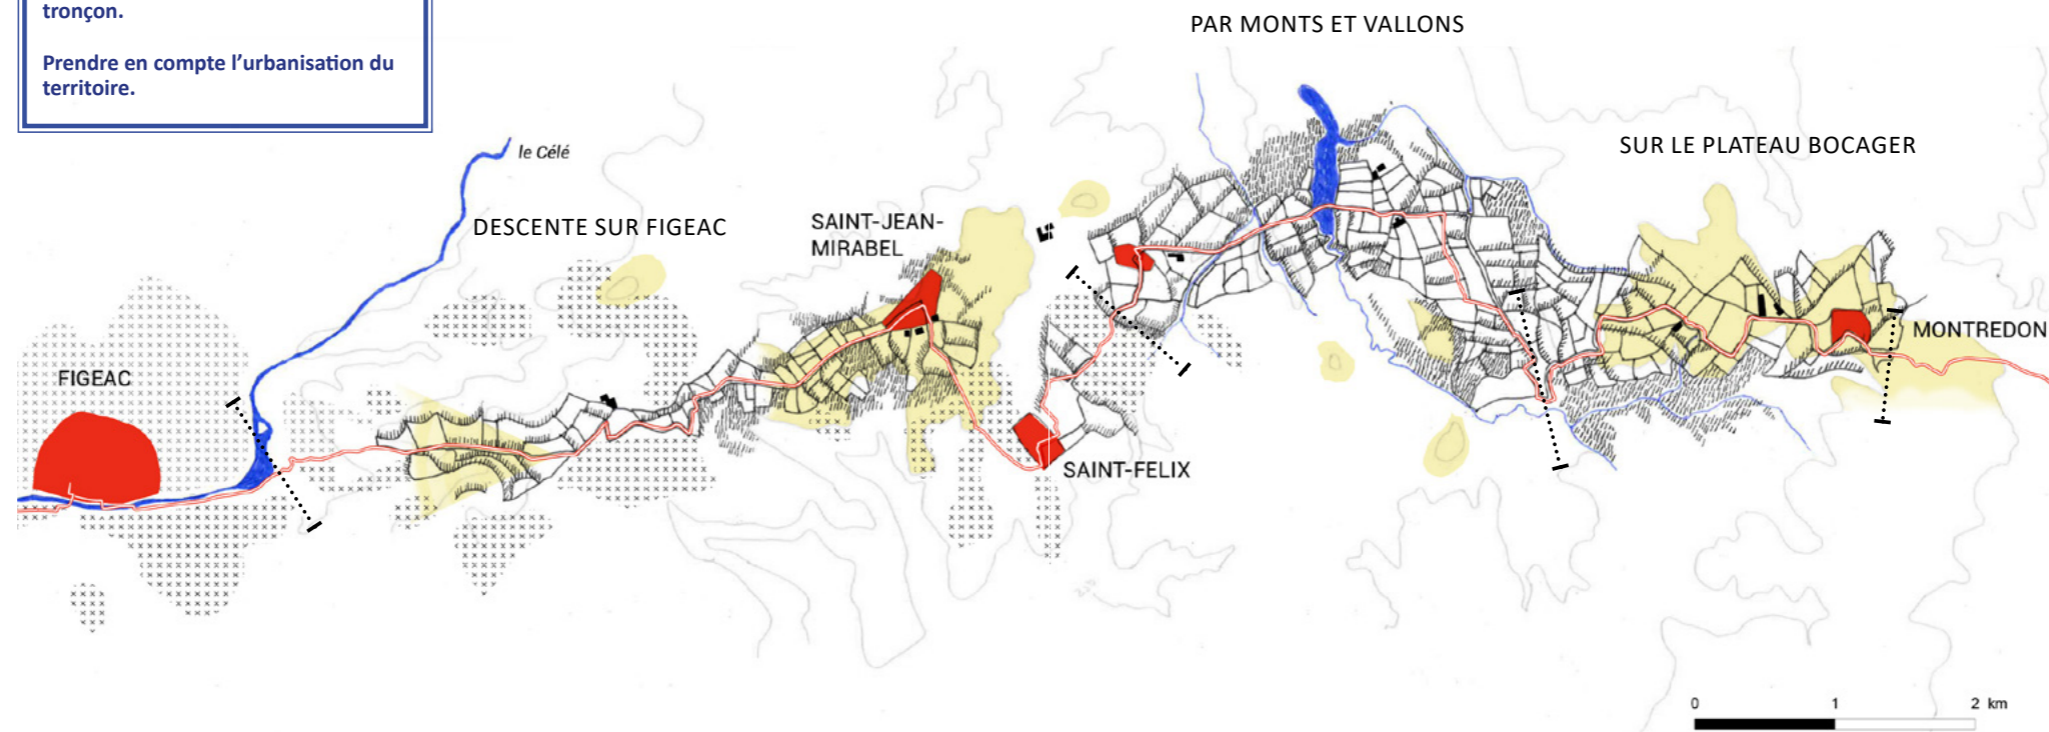 tronçon.
Prendre en compte l’urbanisation du
territoire.
PAR MONTS ET VALLONS
SUR LE PLATEAU BOCAGER
le Célé
DESCENTE SUR FIGEAC
SAINT-JEAN-
MIRABEL
FIGEAC
MONTREDON
SAINT-FELIX
0 1 2 km